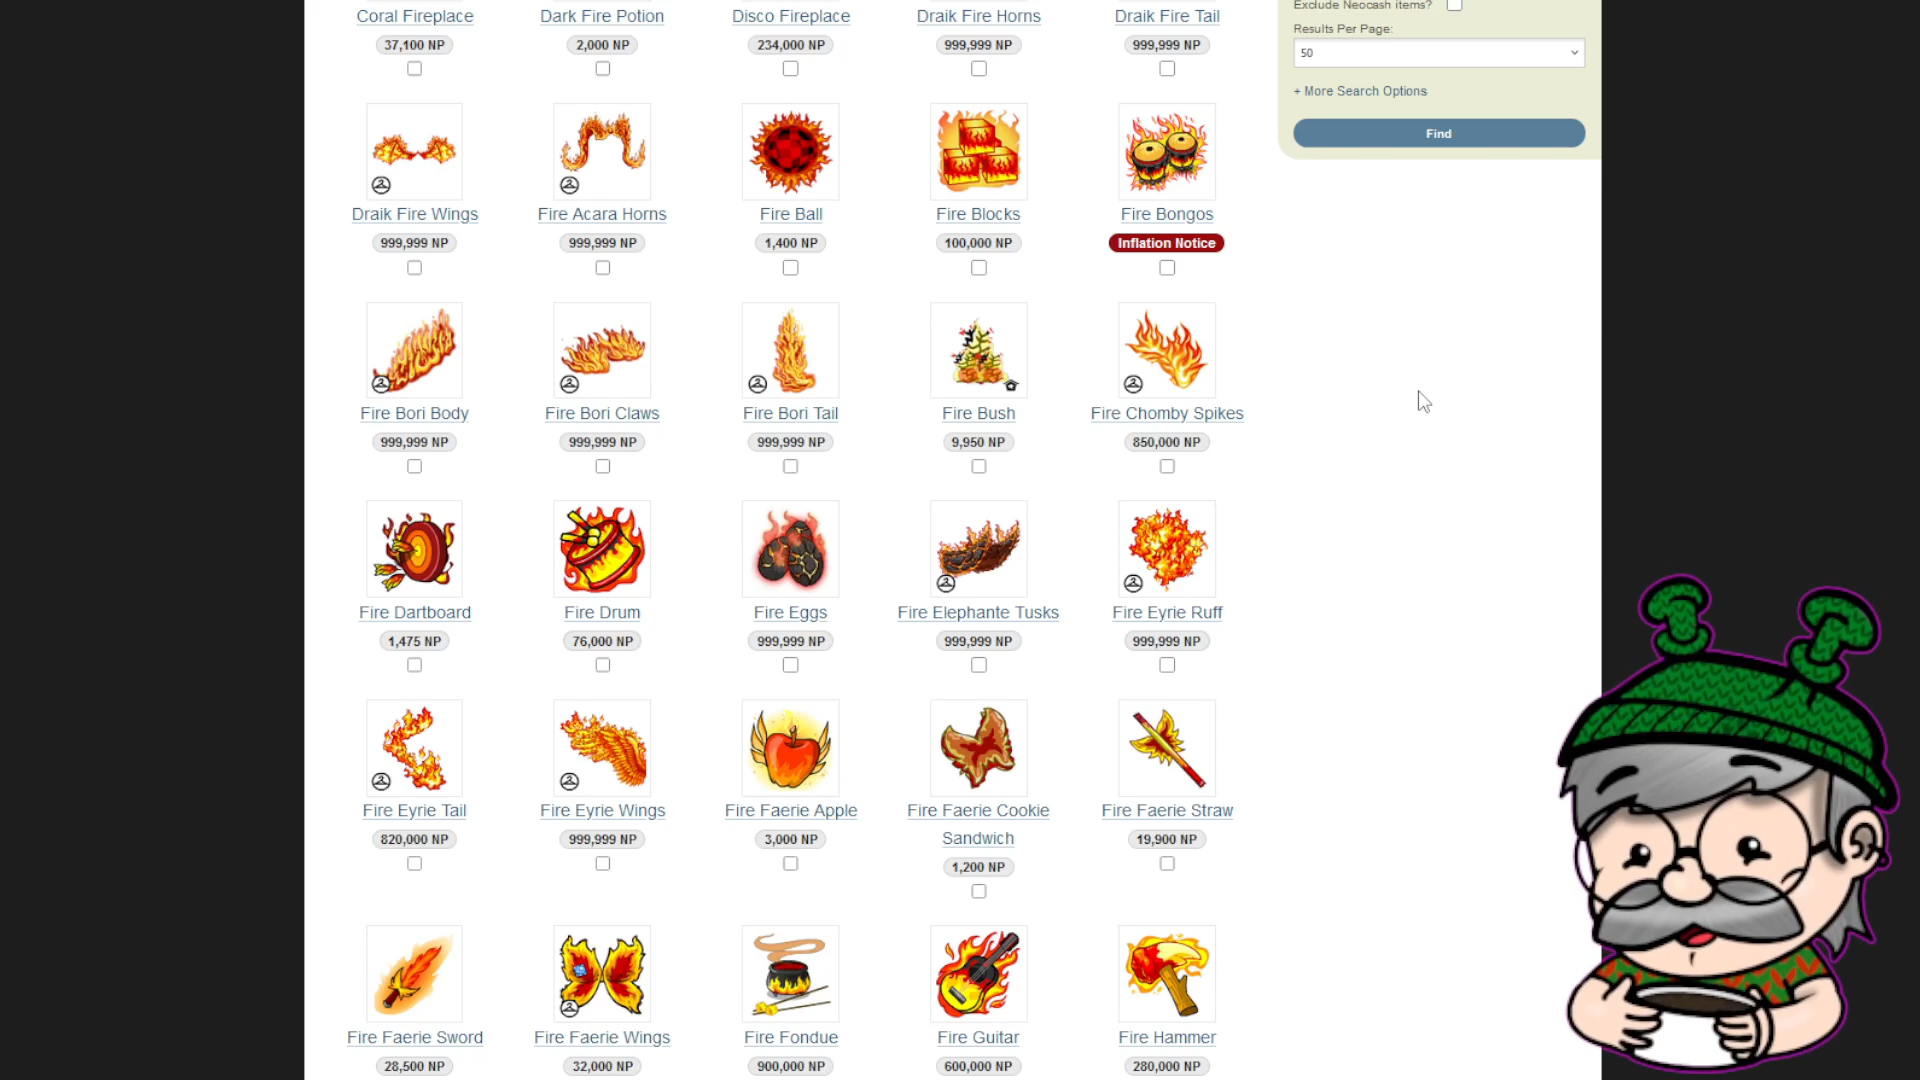 Coral Fireplace Dark Fire Potion Disco Fireplace Draik Fire Horns Draik Fire Tail
37,100 NP 2,000 NP 234,000 NP 999,999 NP 999,999 NP
Draik Fire Wings Fire Acara Horns Fire Ball Fire Blocks Fire Bongos
999,999 NP 999,999 NP 1,400 NP 100,000 NP Inflation Notice
Fire Bori Body Fire Bori Claws Fire Bori Tail Fire Bush Fire Chomby Spikes
999,999 NP 999,999 NP 999,999 NP 9,950 NP 850,000 NP
Fire Dartboard Fire Drum Fire Eggs Fire Elephante Tusks Fire Eyrie Ruff
1,475 NP 76,000 NP 999,999 NP 999,999 NP 999,999 NP
Fire Eyrie Tail Fire Eyrie Wings Fire Faerie Apple Fire Faerie Cookie Fire Faerie Straw
Sandwich
820,000 NP 999,999 NP 3,000 NP 1,200 NP 19,900 NP
Fire Faerie Sword Fire Faerie Wings Fire Fondue Fire Guitar Fire Hammer
28,500 NP 32,000 NP 900,000 NP 600,000 NP 280,000 NP
Exclude Neocash items?
Results Per Page:
50
+ More Search Options
Find